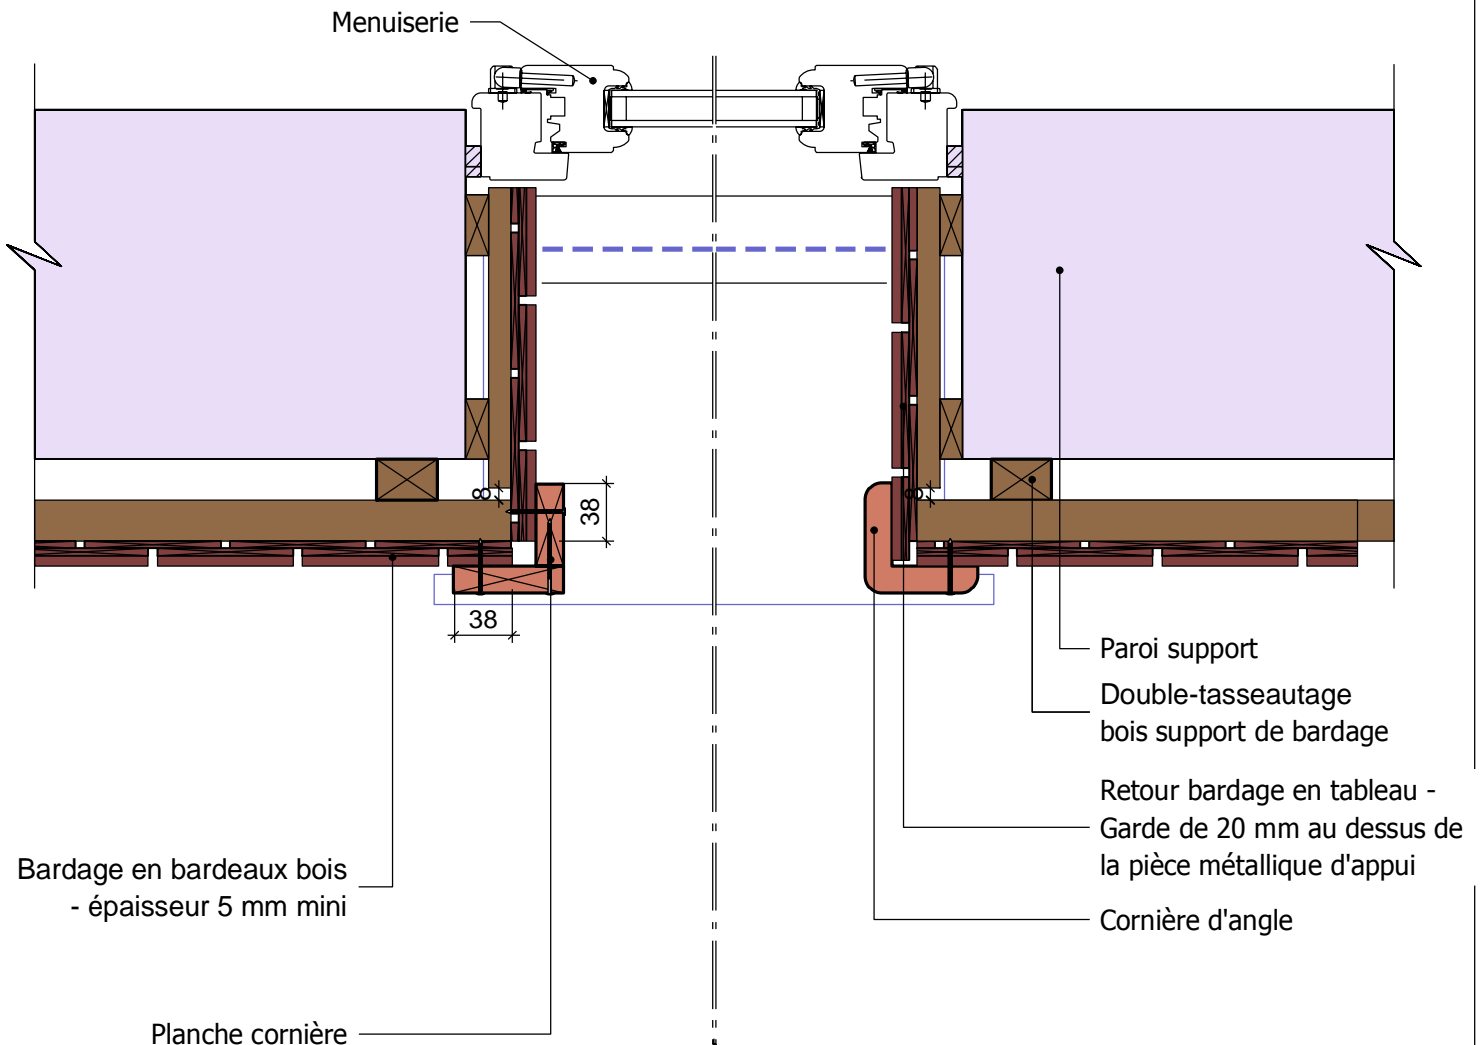 Menuiserie
8
38
8
38
Paroi support
Double-tasseautage
bois support de bardage
Retour bardage en tableau -
Garde de 20 mm au dessus de
la pièce métallique d'appui
Bardage en bardeaux bois
- épaisseur 5 mm mini
Cornière d'angle
Planche cornière